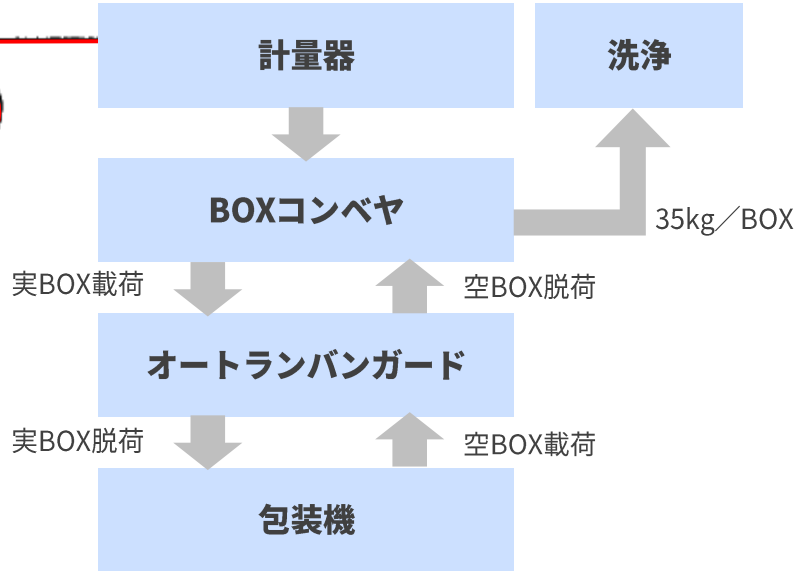 計量器
洗浄
BOXコンベヤ
35kg／BOX
実BOX載荷
空BOX脱荷
オートランバンガード
実BOX脱荷
空BOX載荷
包装機